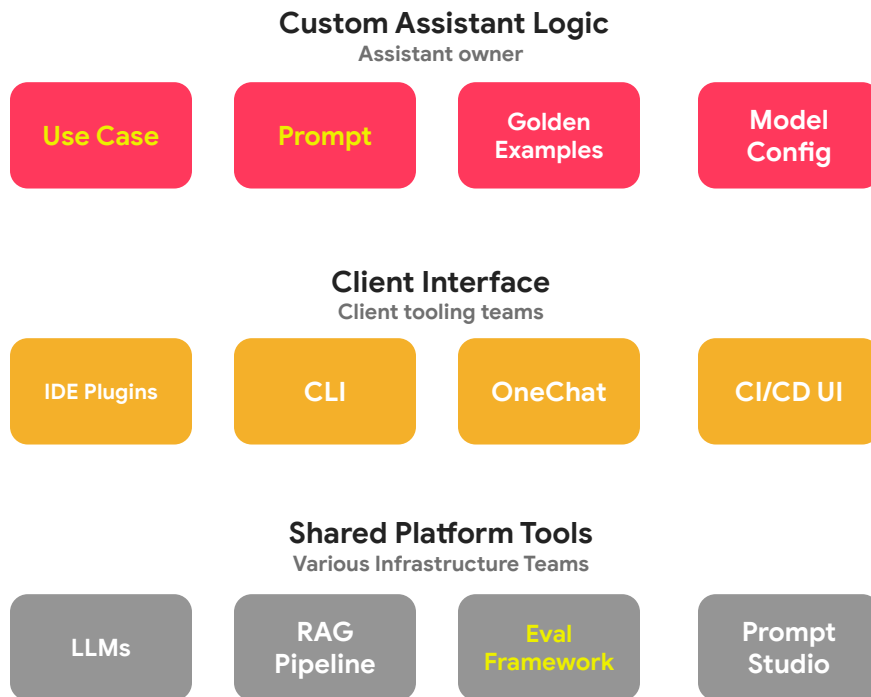 Custom Assistant Logic
Assistant owner
Use Case
Prompt
Golden
Examples
Model
Config
Client Interface
Client tooling teams
IDE Plugins
CLI
OneChat
CI/CD UI
Shared Platform Tools
Various Infrastructure Teams
LLMs
RAG
Pipeline
Eval
Framework
Prompt
Studio